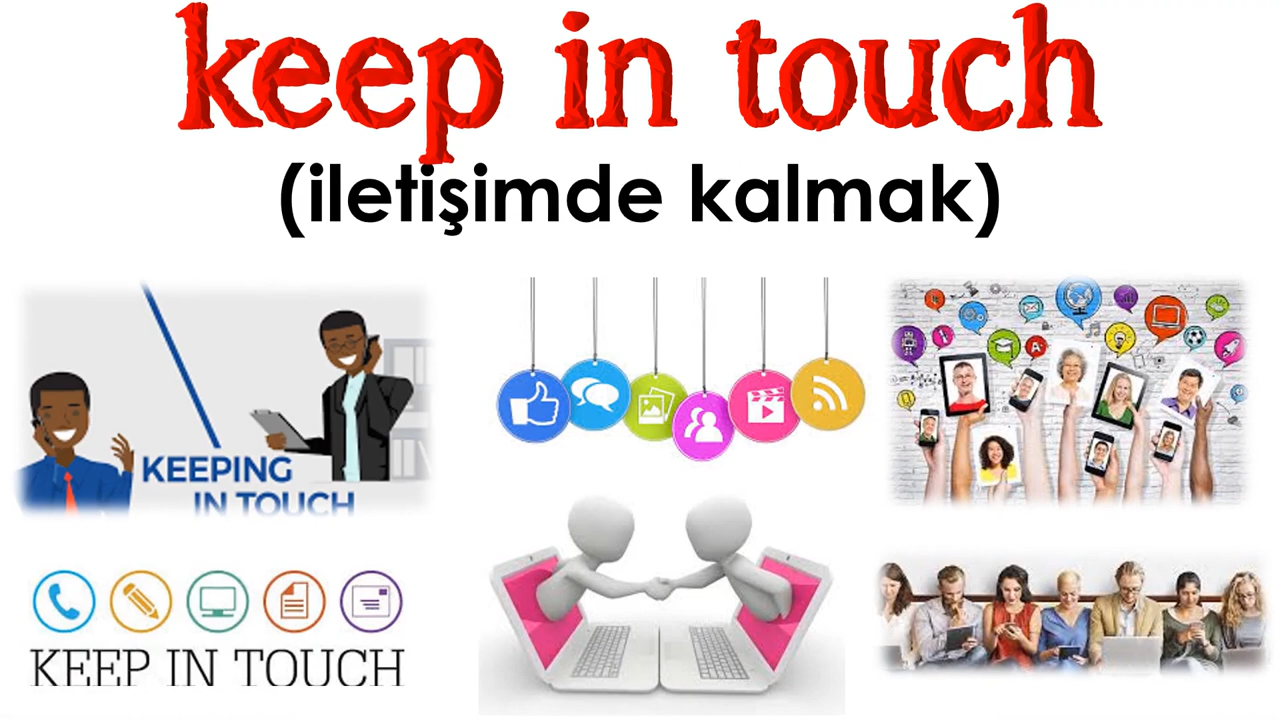 keep in touch
(iletişimde kalmak)
KEEPING
IN TOUCH
KEEP IN TOUCH